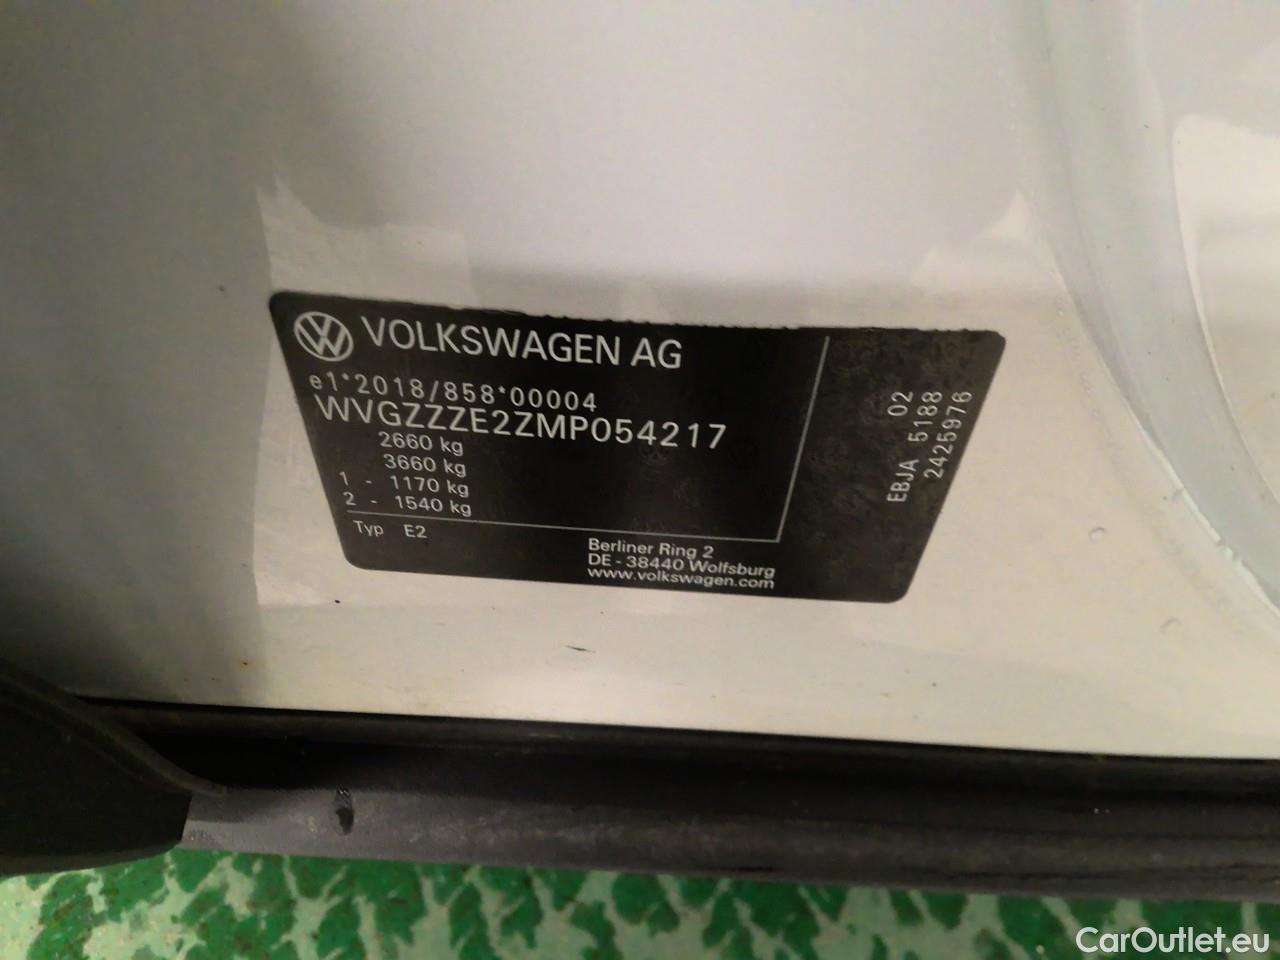 VOLKSWAGEN AG
e1*2018/858*00004
WVGZZZE2ZMP054217
2660 kg
3660 kg
1 - 1170 kg
2 - 1540 kg
Typ E2
Berliner Ring 2
DE - 38440 Wolfsburg
www.volkswagen.com
02
EBJA 5188
2425976
CarOutlet.eu